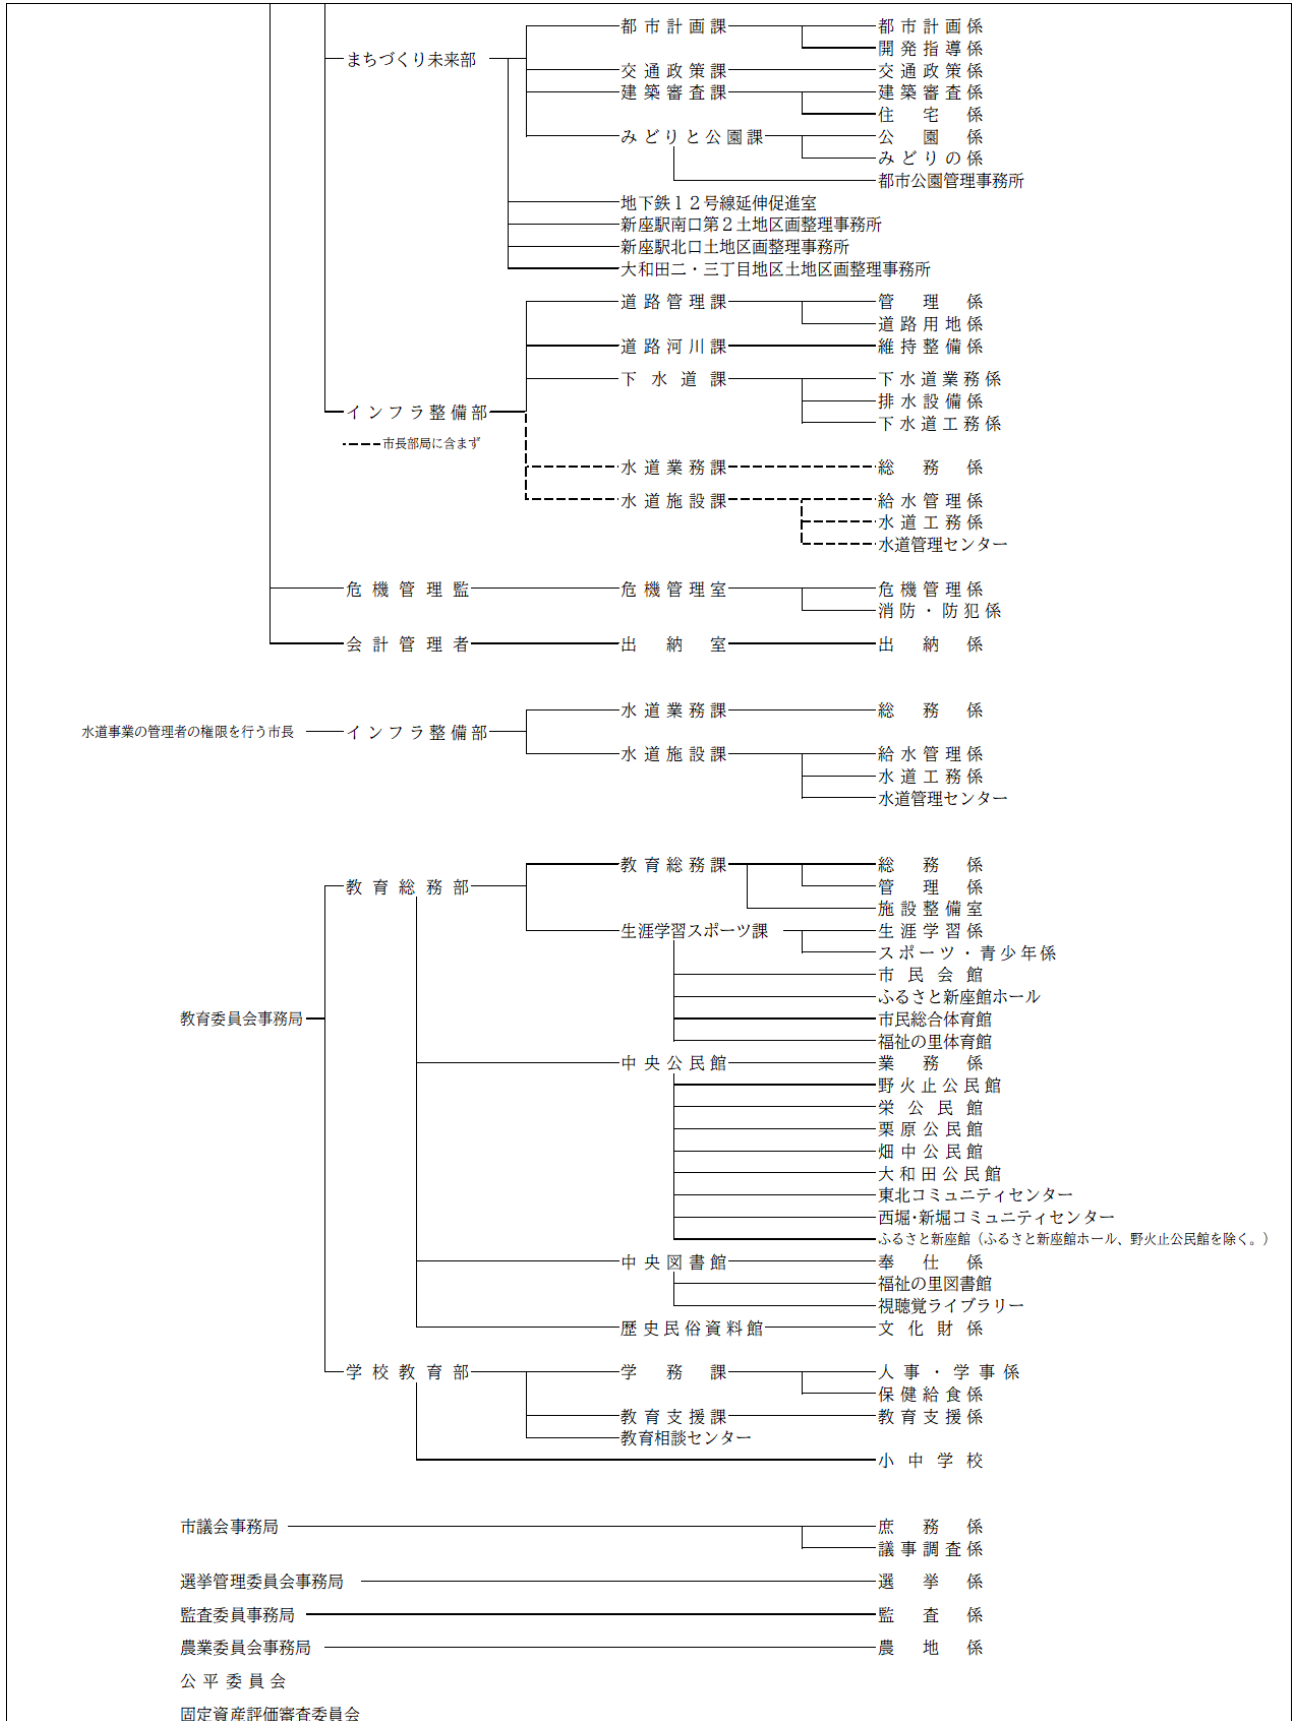 都市計画課 都市計画係
開発指導係
まちづくり未来部
交通政策課 交通政策係
建築審査課 建築審査係
住宅係
みどりと公園課 公園係
みどりの係
都市公園管理事務所
地下鉄１２号線延伸促進室
新座駅南口第２土地区画整理事務所
新座駅北口土地区画整理事務所
大和田二・三丁目地区土地区画整理事務所
道路管理課 管理係
道路用地係
道路河川課 維持整備係
下水道課 下水道業務係
排水設備係
インフラ整備部
下水道工務係
市長部局に含まず
水道業務課 総務係
水道施設課 給水管理係
水道工務係
水道管理センター
危機管理監 危機管理室 危機管理係
消防・防犯係
会計管理者 出納室 出納係
水道業務課 総務係
水道事業の管理者の権限を行う市長 インフラ整備部
水道施設課 給水管理係
水道工務係
水道管理センター
教育総務課 総務係
教育総務部 管理係
施設整備室
生涯学習スポーツ課 生涯学習係
スポーツ・青少年係
市民会館
ふるさと新座館ホール
教育委員会事務局 市民総合体育館
福祉の里体育館
中央公民館 業務係
野火止公民館
栄公民館
栗原公民館
畑中公民館
大和田公民館
東北コミュニティセンター
西堀･新堀コミュニティセンター
ふるさと新座館（ふるさと新座館ホール、野火止公民館を除く。）
中央図書館 奉仕係
福祉の里図書館
視聴覚ライブラリー
歴史民俗資料館 文化財係
学校教育部 学務課 人事・学事係
保健給食係
教育支援課 教育支援係
教育相談センター
小中学校
市議会事務局 庶務係
議事調査係
選挙管理委員会事務局 選挙係
監査委員事務局 監査係
農業委員会事務局 農地係
公平委員会
固定資産評価審査委員会